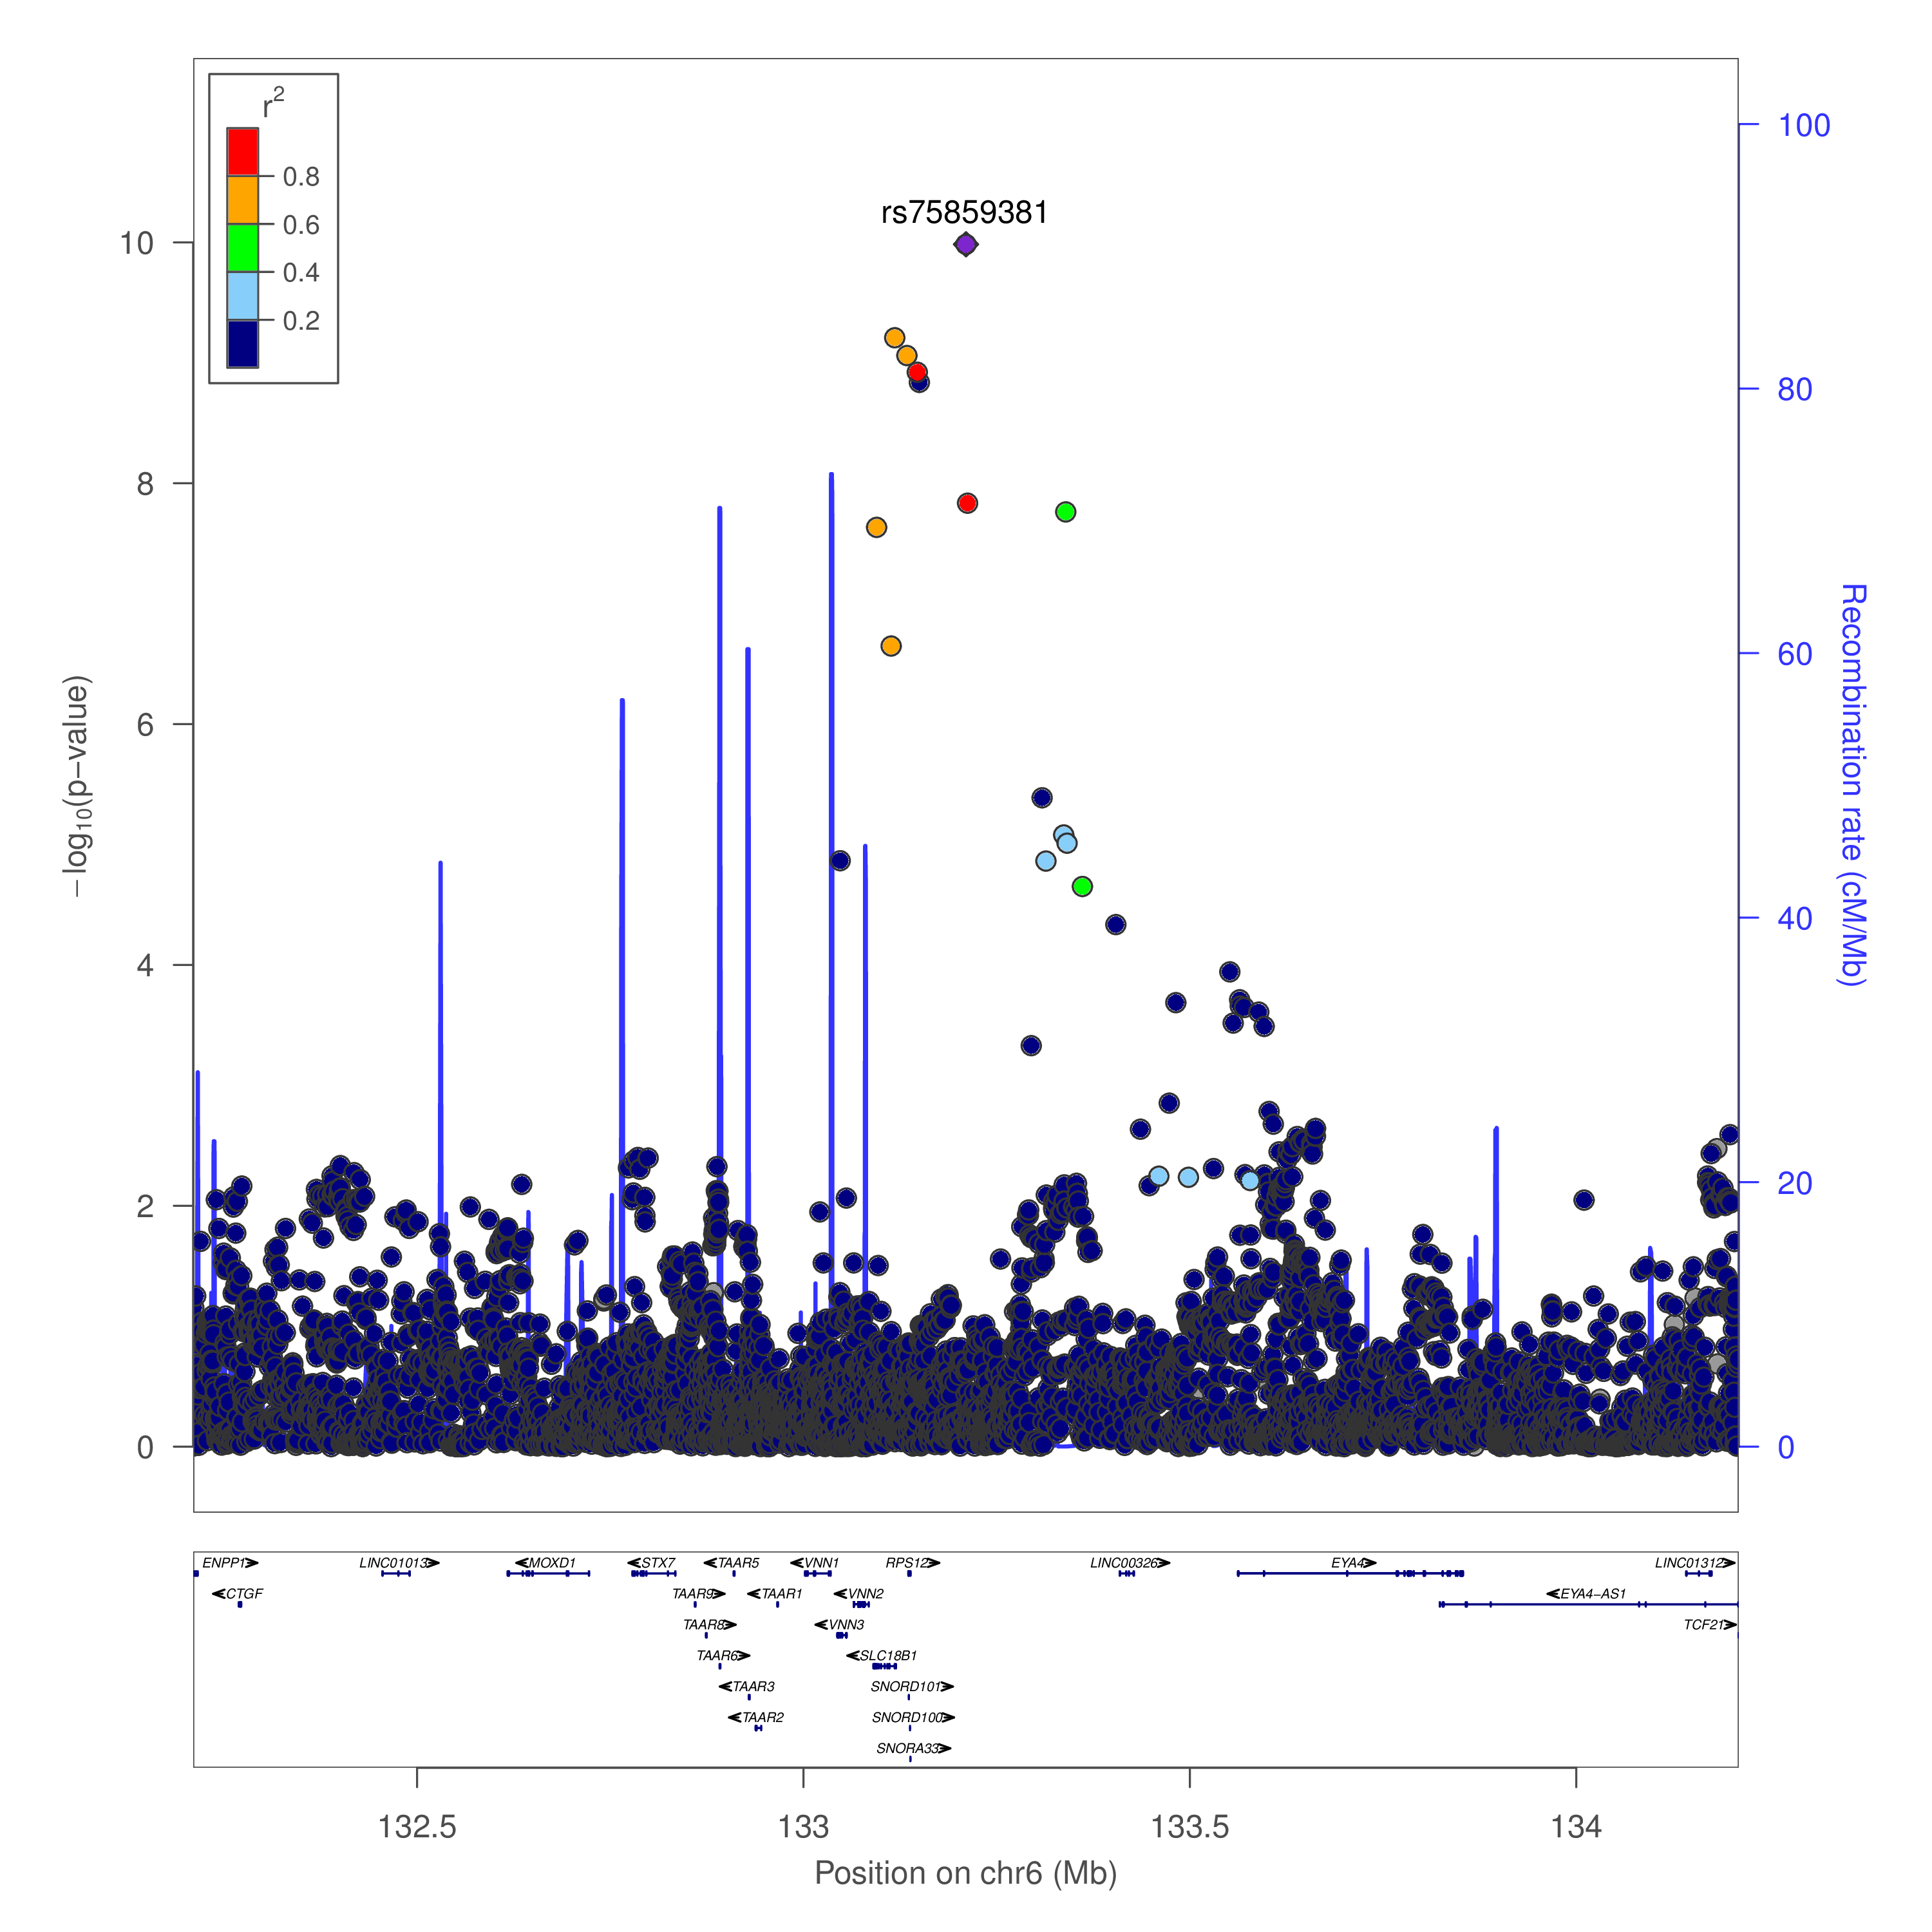 rs75859381
r2
0.8
0.6
0.4
0.2
10
8
6
4
2
0
−log10(p−value)
100
80
60
40
20
0
Recombination rate (cM/Mb)
ENPP1 LINC01013 MOXD1 STX7 TAAR5 VNN1 RPS12 LINC00326 EYA4 LINC01312
CTGF TAAR9 TAAR1 VNN2 EYA4−AS1
TAAR8 VNN3 TCF21
TAAR6 SLC18B1
TAAR3 SNORD101
TAAR2 SNORD100
SNORA33
132.5 133 133.5 134
Position on chr6 (Mb)